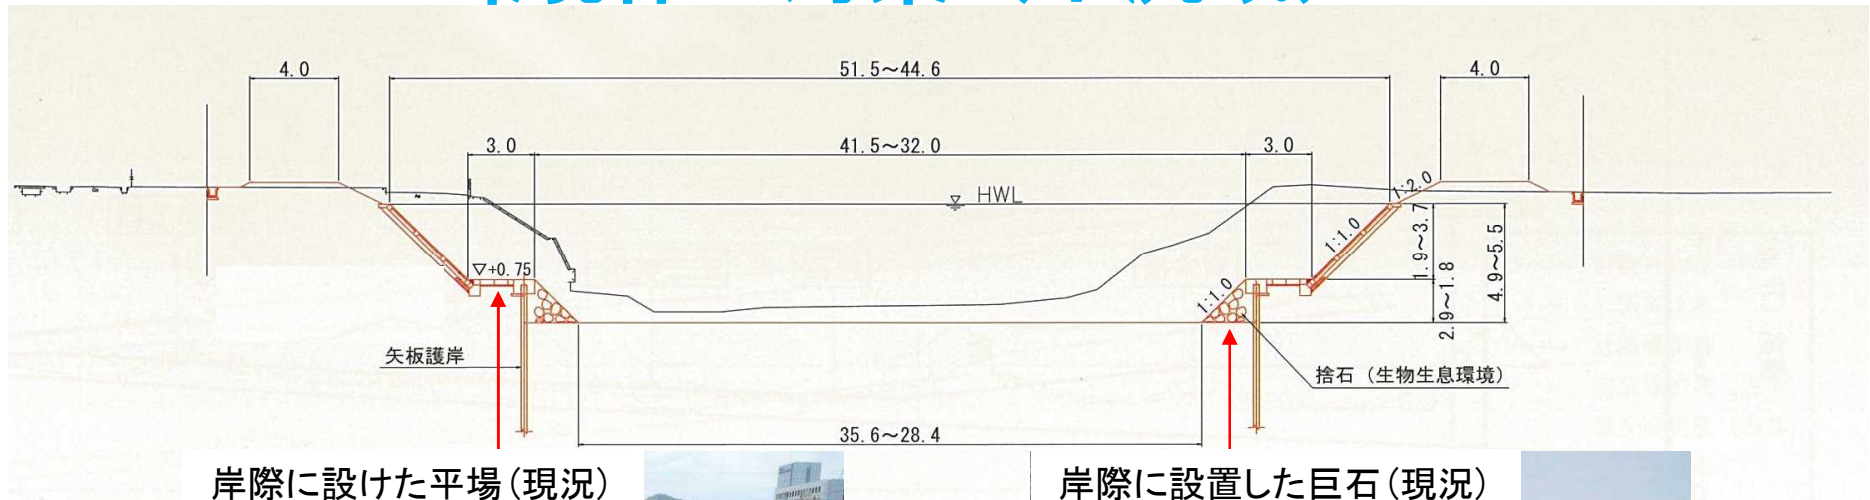 4.0
51.5～44.6
4.0
3.0
41.5～32.0
3.0
HWL
1:2.0
1:1.0
1.9～3.7
4.9～5.5
2.9～1.8
▽+0.75
1:1.0
矢板護岸
捨石（生物生息環境）
35.6～28.4
岸際に設けた平場（現況）
岸際に設置した巨石（現況）